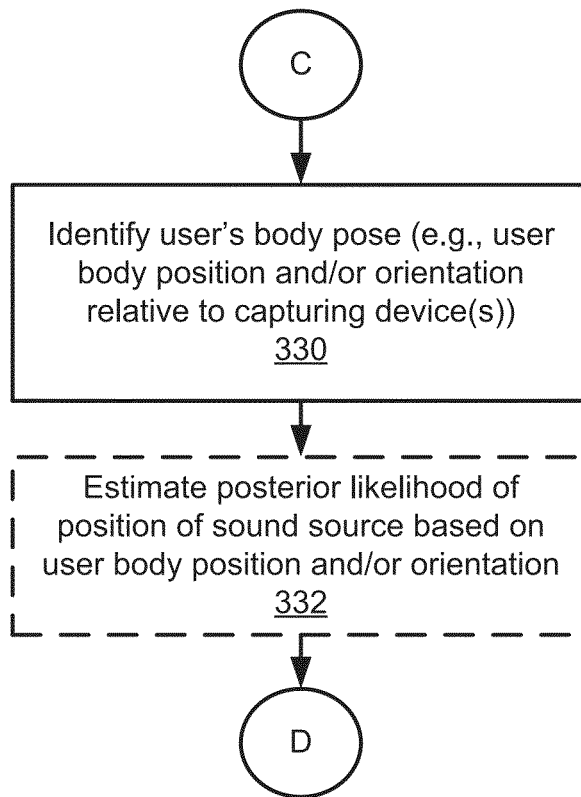 C
Identify user's body pose (e.g., user
body position and/or orientation
relative to capturing device(s))
330
Estimate posterior likelihood of
position of sound source based on
user body position and/or orientation
332
D